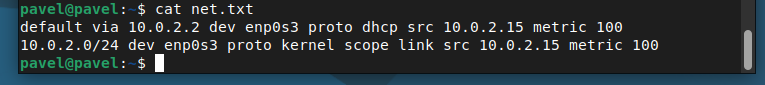 pavel@pavel:~$ cat net.txt
default via 10.0.2.2 dev enp0s3 proto dhcp src 10.0.2.15 metric 100
10.0.2.0/24 dev enp0s3 proto kernel scope link src 10.0.2.15 metric 100
pavel@pavel:~$